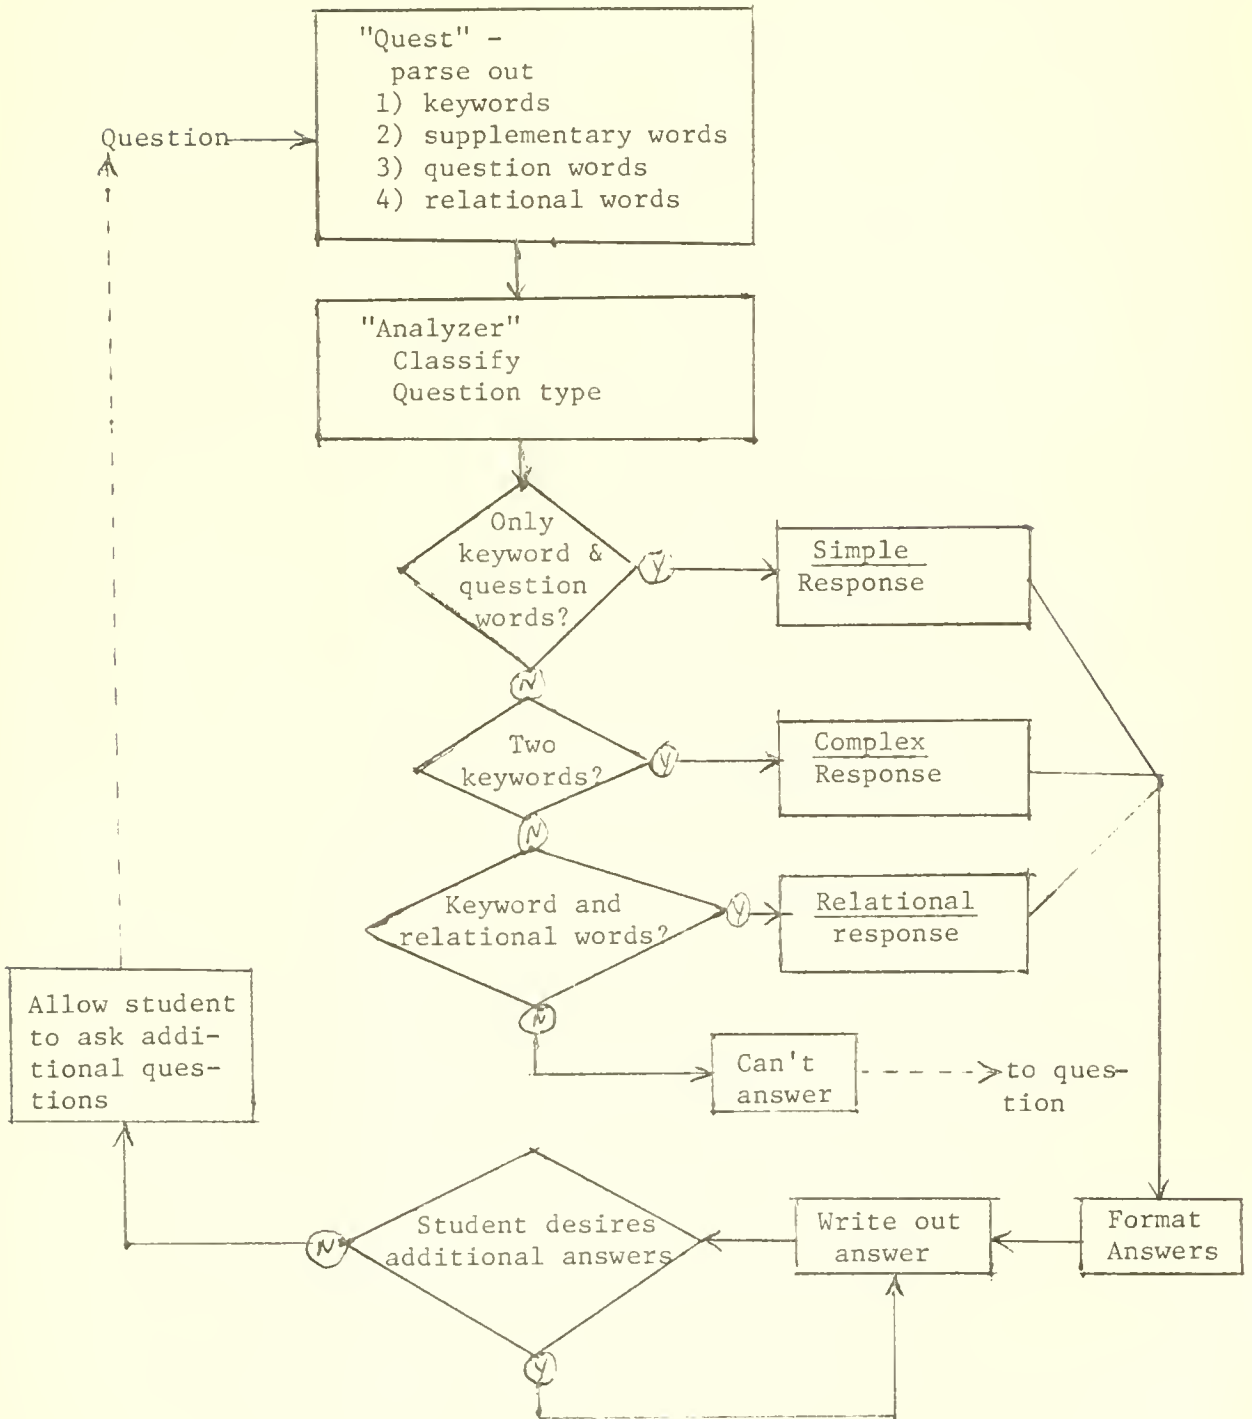 "Quest" -
parse out
1) keywords
2) supplementary words
3) question words
4) relational words
Question
"Analyzer"
Classify
Question type
Only
keyword &
question
words?
Y
Simple
Response
N
Two
keywords?
Y
Complex
Response
N
Keyword and
relational words?
Y
Relational
response
N
Allow student
to ask addi-
tional ques-
tions
Can't
answer
to ques-
tion
Student desires
additional answers
N
Y
Write out
answer
Format
Answers